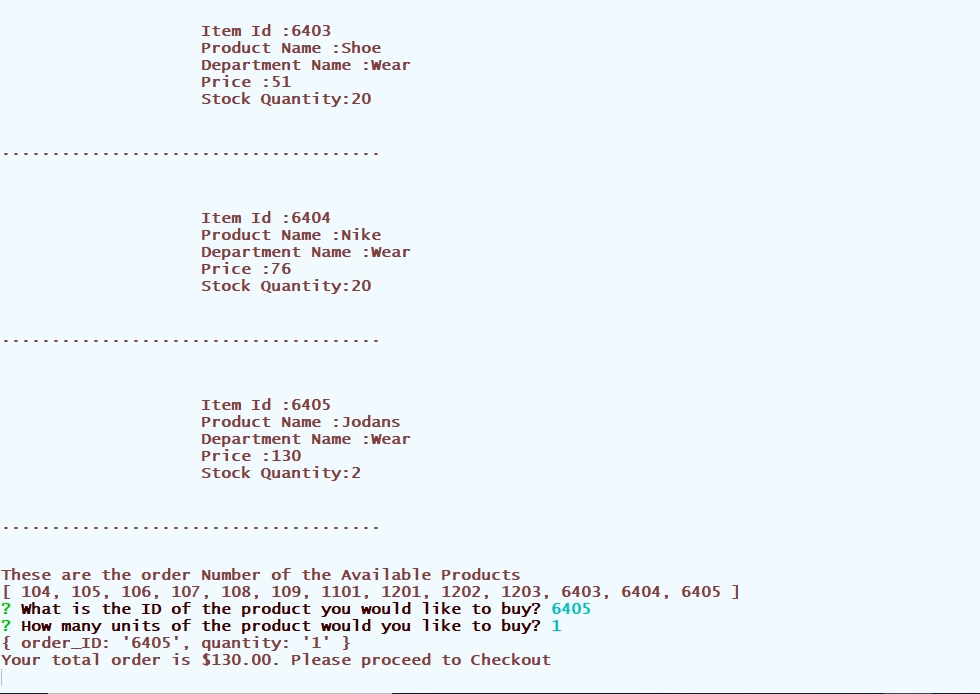 Item Id :6403
Product Name :Shoe
Department Name :Wear
Price :51
Stock Quantity:20
......................................
Item Id :6404
Product Name :Nike
Department Name :Wear
Price :76
Stock Quantity:20
......................................
Item Id :6405
Product Name :Jodans
Department Name :Wear
Price :130
Stock Quantity:2
......................................
These are the order Number of the Available Products
[ 104, 105, 106, 107, 108, 109, 1101, 1201, 1202, 1203, 6403, 6404, 6405 ]
? What is the ID of the product you would like to buy? 6405
? How many units of the product would you like to buy? 1
{ order_ID: '6405', quantity: '1' }
Your total order is $130.00. Please proceed to Checkout